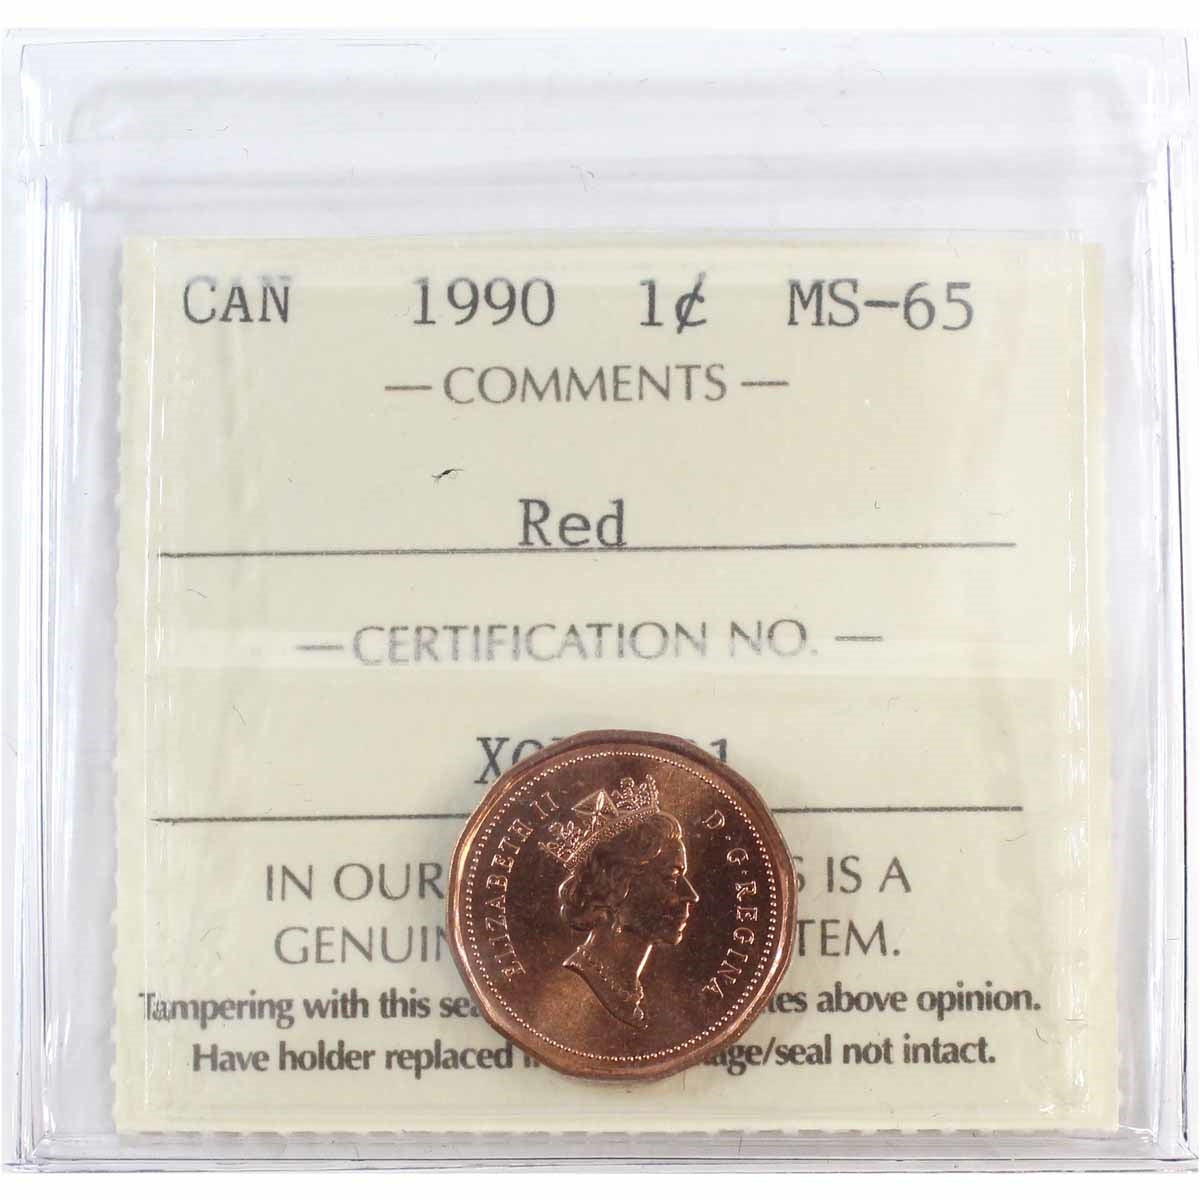 CAN 1990 1¢ MS-65
— COMMENTS —
Red
— CERTIFICATION NO. —
IN OUR IS A
GENUIN TEM.
Tampering with this sea above opinion.
Have holder replaced age/seal not intact.
ELIZABETH II D·G·REGINA